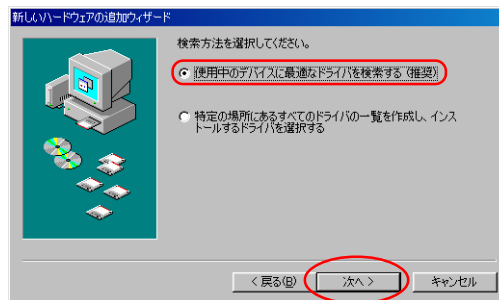 新しいハードウェアの追加ウィザード
検索方法を選択してください。
使用中のデバイスに最適なドライバを検索する (推奨)
特定の場所にあるすべてのドライバの一覧を作成し、インス
トールするドライバを選択する
< 戻る(B)
次へ >
キャンセル